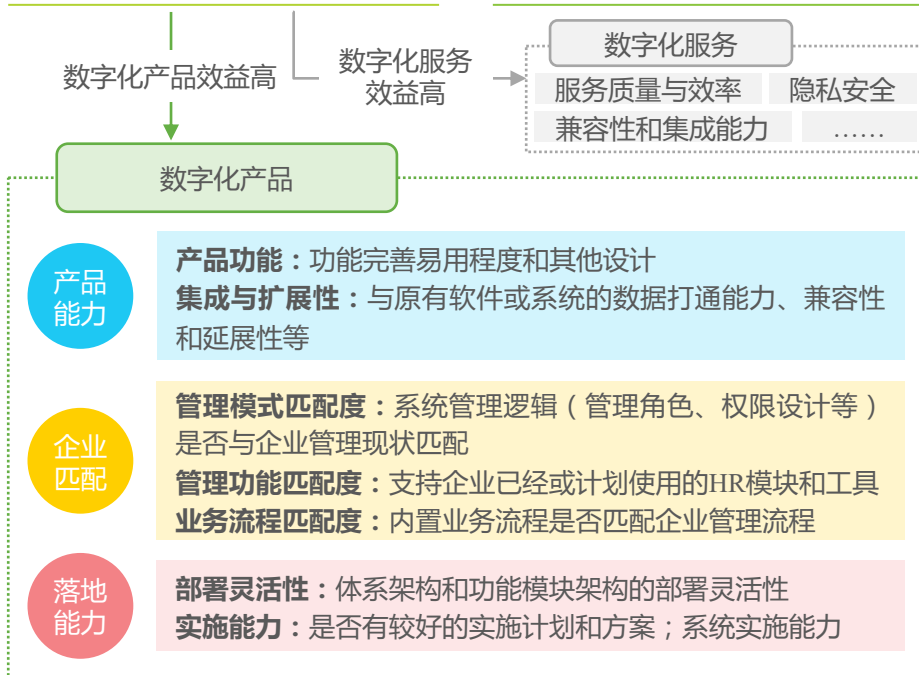 数字化产品效益高
数字化服务
效益高
数字化服务
服务质量与效率
隐私安全
兼容性和集成能力
……
数字化产品
产品
能力
产品功能：功能完善易用程度和其他设计
集成与扩展性：与原有软件或系统的数据打通能力、兼容性
和延展性等
企业
匹配
管理模式匹配度：系统管理逻辑（管理角色、权限设计等）
是否与企业管理现状匹配
管理功能匹配度：支持企业已经或计划使用的HR模块和工具
业务流程匹配度：内置业务流程是否匹配企业管理流程
落地
能力
部署灵活性：体系架构和功能模块架构的部署灵活性
实施能力：是否有较好的实施计划和方案；系统实施能力